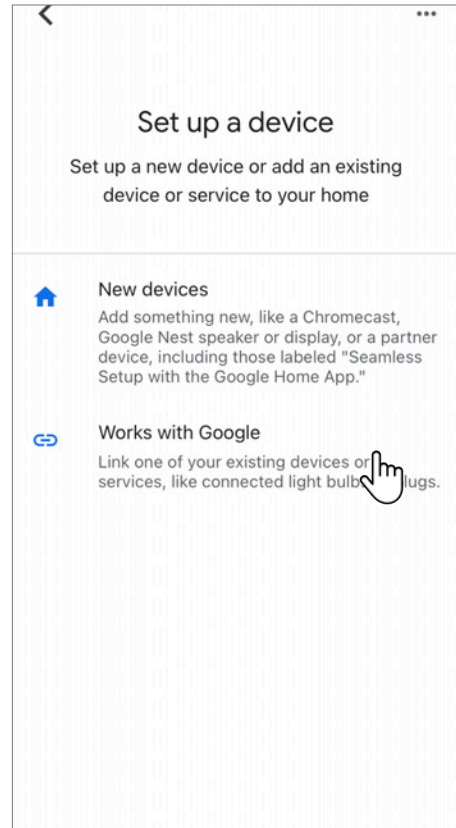 Set up a device
Set up a new device or add an existing
device or service to your home
New devices
Add something new, like a Chromecast,
Google Nest speaker or display, or a partner
device, including those labeled "Seamless
Setup with the Google Home App."
Works with Google
Link one of your existing devices or
services, like connected light bulb lugs.